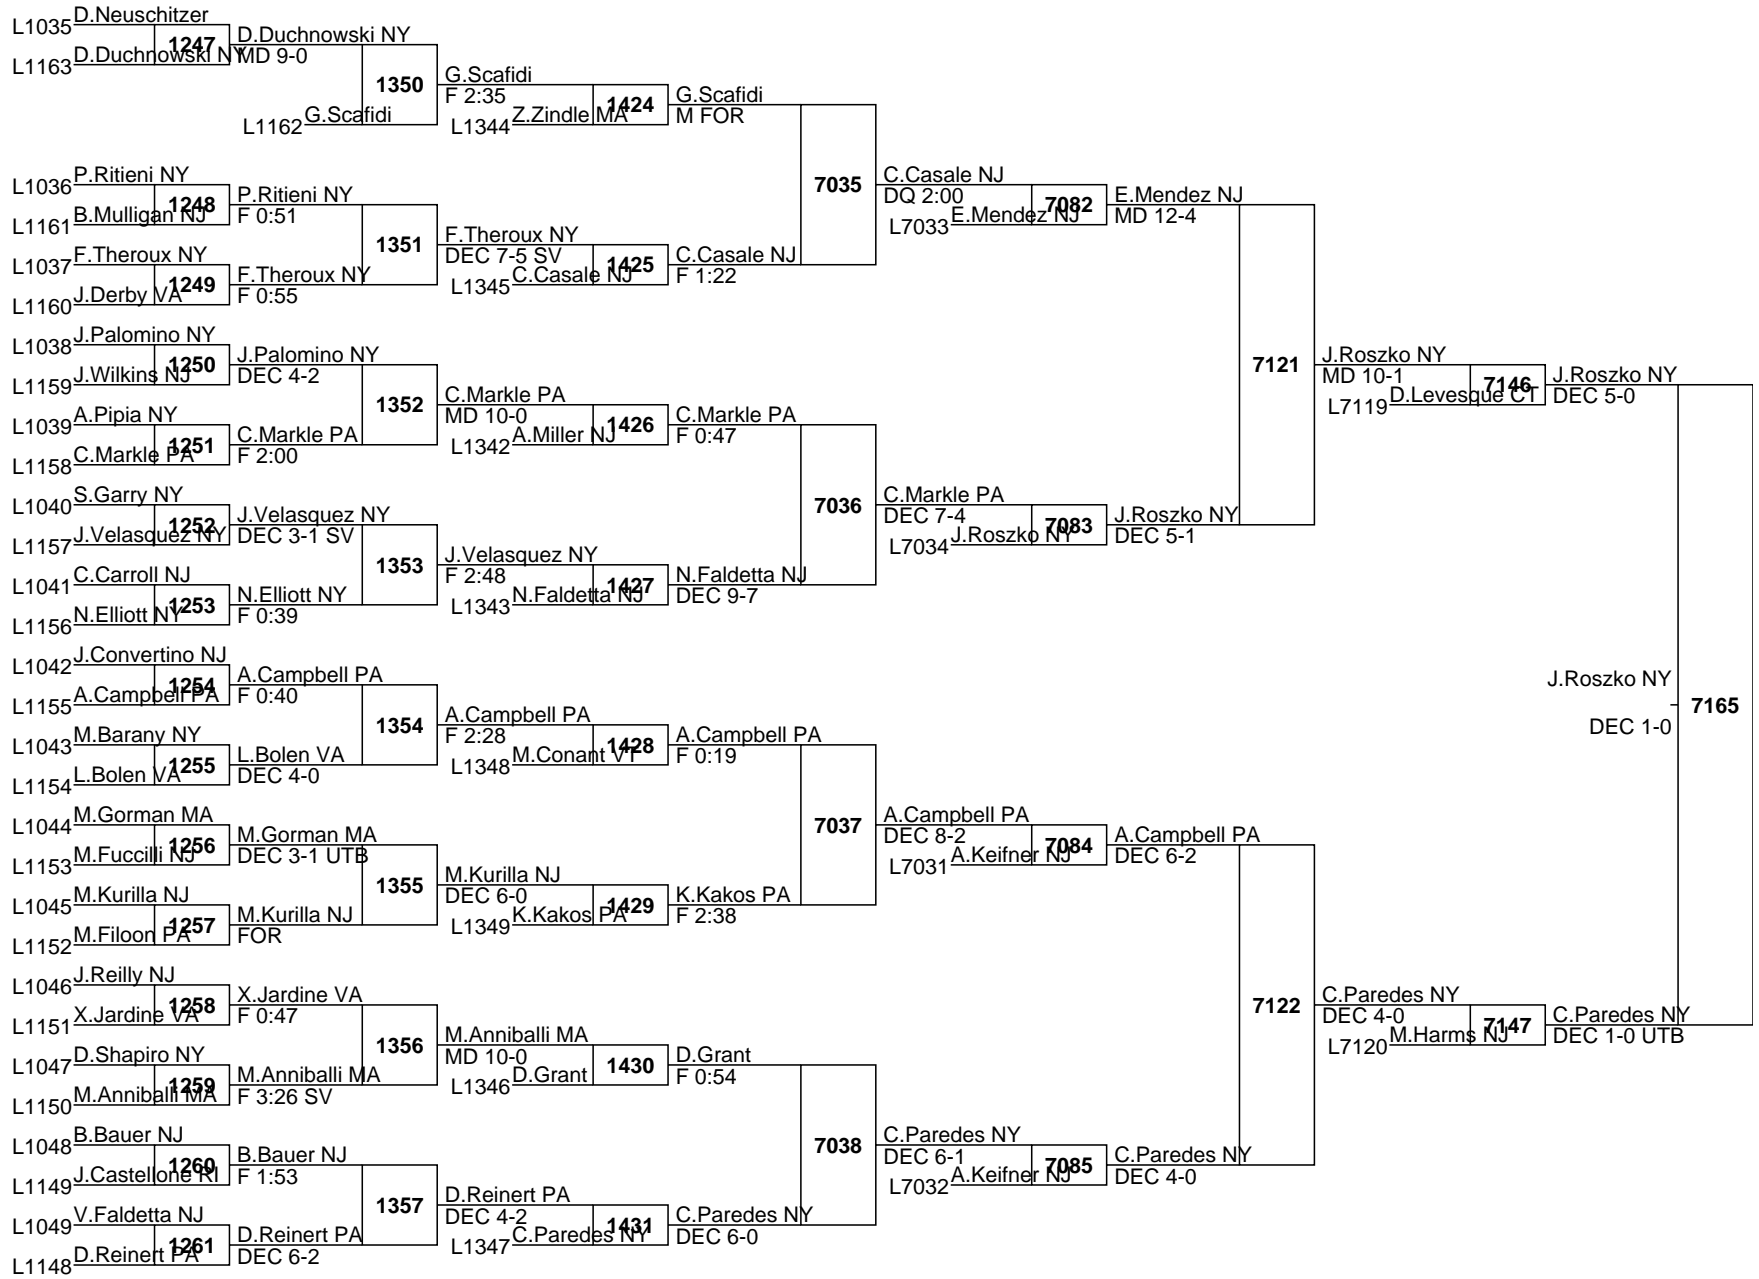 L1035 D.Neuschitzer
1247
L1163 D.Duchnowski NY
D.Duchnowski NY
MD 9-0
1350
L1162 G.Scafidi
G.Scafidi
F 2:35
1424
L1344 Z.Zindle MA
G.Scafidi
M FOR
7035
L1036 P.Ritieni NY
1248
L1161 B.Mulligan NJ
P.Ritieni NY
F 0:51
1351
L1037 F.Theroux NY
1249
L1160 J.Derby VA
F.Theroux NY
F 0:55
F.Theroux NY
DEC 7-5 SV
1425
L1345 C.Casale NJ
C.Casale NJ
F 1:22
C.Casale NJ
DQ 2:00
7082
L7033 E.Mendez NJ
E.Mendez NJ
MD 12-4
7121
L1038 J.Palomino NY
1250
L1159 J.Wilkins NJ
J.Palomino NY
DEC 4-2
1352
L1039 A.Pipia NY
1251
L1158 C.Markle PA
C.Markle PA
F 2:00
C.Markle PA
MD 10-0
1426
L1342 A.Miller NJ
C.Markle PA
F 0:47
7036
L1040 S.Garry NY
1252
L1157 J.Velasquez NY
J.Velasquez NY
DEC 3-1 SV
1353
L1041 C.Carroll NJ
1253
L1156 N.Elliott NY
N.Elliott NY
F 0:39
J.Velasquez NY
F 2:48
1427
L1343 N.Faldetta NJ
N.Faldetta NJ
DEC 9-7
C.Markle PA
DEC 7-4
7083
L7034 J.Roszko NY
J.Roszko NY
DEC 5-1
J.Roszko NY
MD 10-1
7146
L7119 D.Levesque CT
J.Roszko NY
DEC 5-0
L1042 J.Convertino NJ
1254
L1155 A.Campbell PA
A.Campbell PA
F 0:40
1354
L1043 M.Barany NY
1255
L1154 L.Bolen VA
L.Bolen VA
DEC 4-0
A.Campbell PA
F 2:28
1428
L1348 M.Conant VT
A.Campbell PA
F 0:19
7037
L1044 M.Gorman MA
1256
L1153 M.Fuccilli NJ
M.Gorman MA
DEC 3-1 UTB
1355
L1045 M.Kurilla NJ
1257
L1152 M.Filoon PA
M.Kurilla NJ
FOR
M.Kurilla NJ
DEC 6-0
1429
L1349 K.Kakos PA
K.Kakos PA
F 2:38
A.Campbell PA
DEC 8-2
7084
L7031 A.Keifner NJ
A.Campbell PA
DEC 6-2
7122
L1046 J.Reilly NJ
1258
L1151 X.Jardine VA
X.Jardine VA
F 0:47
1356
L1047 D.Shapiro NY
1259
L1150 M.Anniballi MA
M.Anniballi MA
F 3:26 SV
M.Anniballi MA
MD 10-0
1430
L1346 D.Grant
D.Grant
F 0:54
7038
L1048 B.Bauer NJ
1260
L1149 J.Castellone RI
B.Bauer NJ
F 1:53
1357
L1049 V.Faldetta NJ
1261
L1148 D.Reinert PA
D.Reinert PA
DEC 6-2
D.Reinert PA
DEC 4-2
1431
L1347 C.Paredes NY
C.Paredes NY
DEC 6-0
C.Paredes NY
DEC 6-1
7085
L7032 A.Keifner NJ
C.Paredes NY
DEC 4-0
C.Paredes NY
DEC 4-0
7147
L7120 M.Harms NJ
C.Paredes NY
DEC 1-0 UTB
J.Roszko NY
7165
DEC 1-0